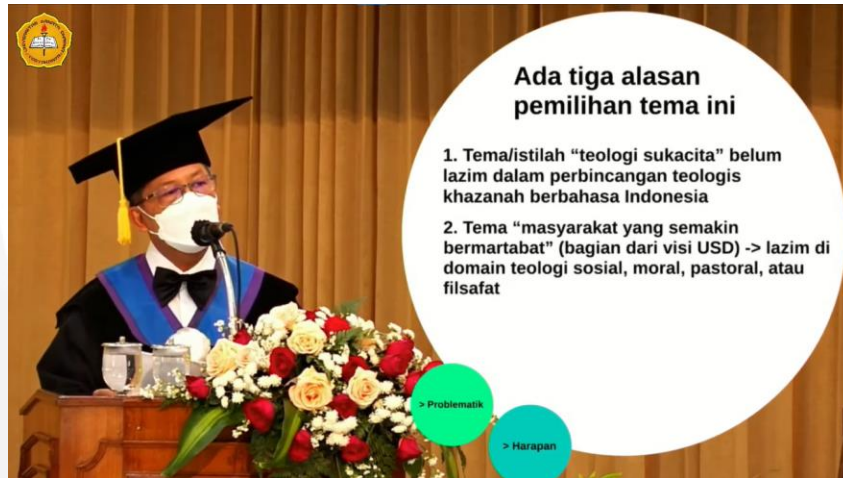 Ada tiga alasan
pemilihan tema ini
1. Tema/istilah “teologi sukacita” belum
lazim dalam perbincangan teologis
khazanah berbahasa Indonesia
2. Tema “masyarakat yang semakin
bermartabat” (bagian dari visi USD) -> lazim di
domain teologi sosial, moral, pastoral, atau
filsafat
> Problematik
> Harapan